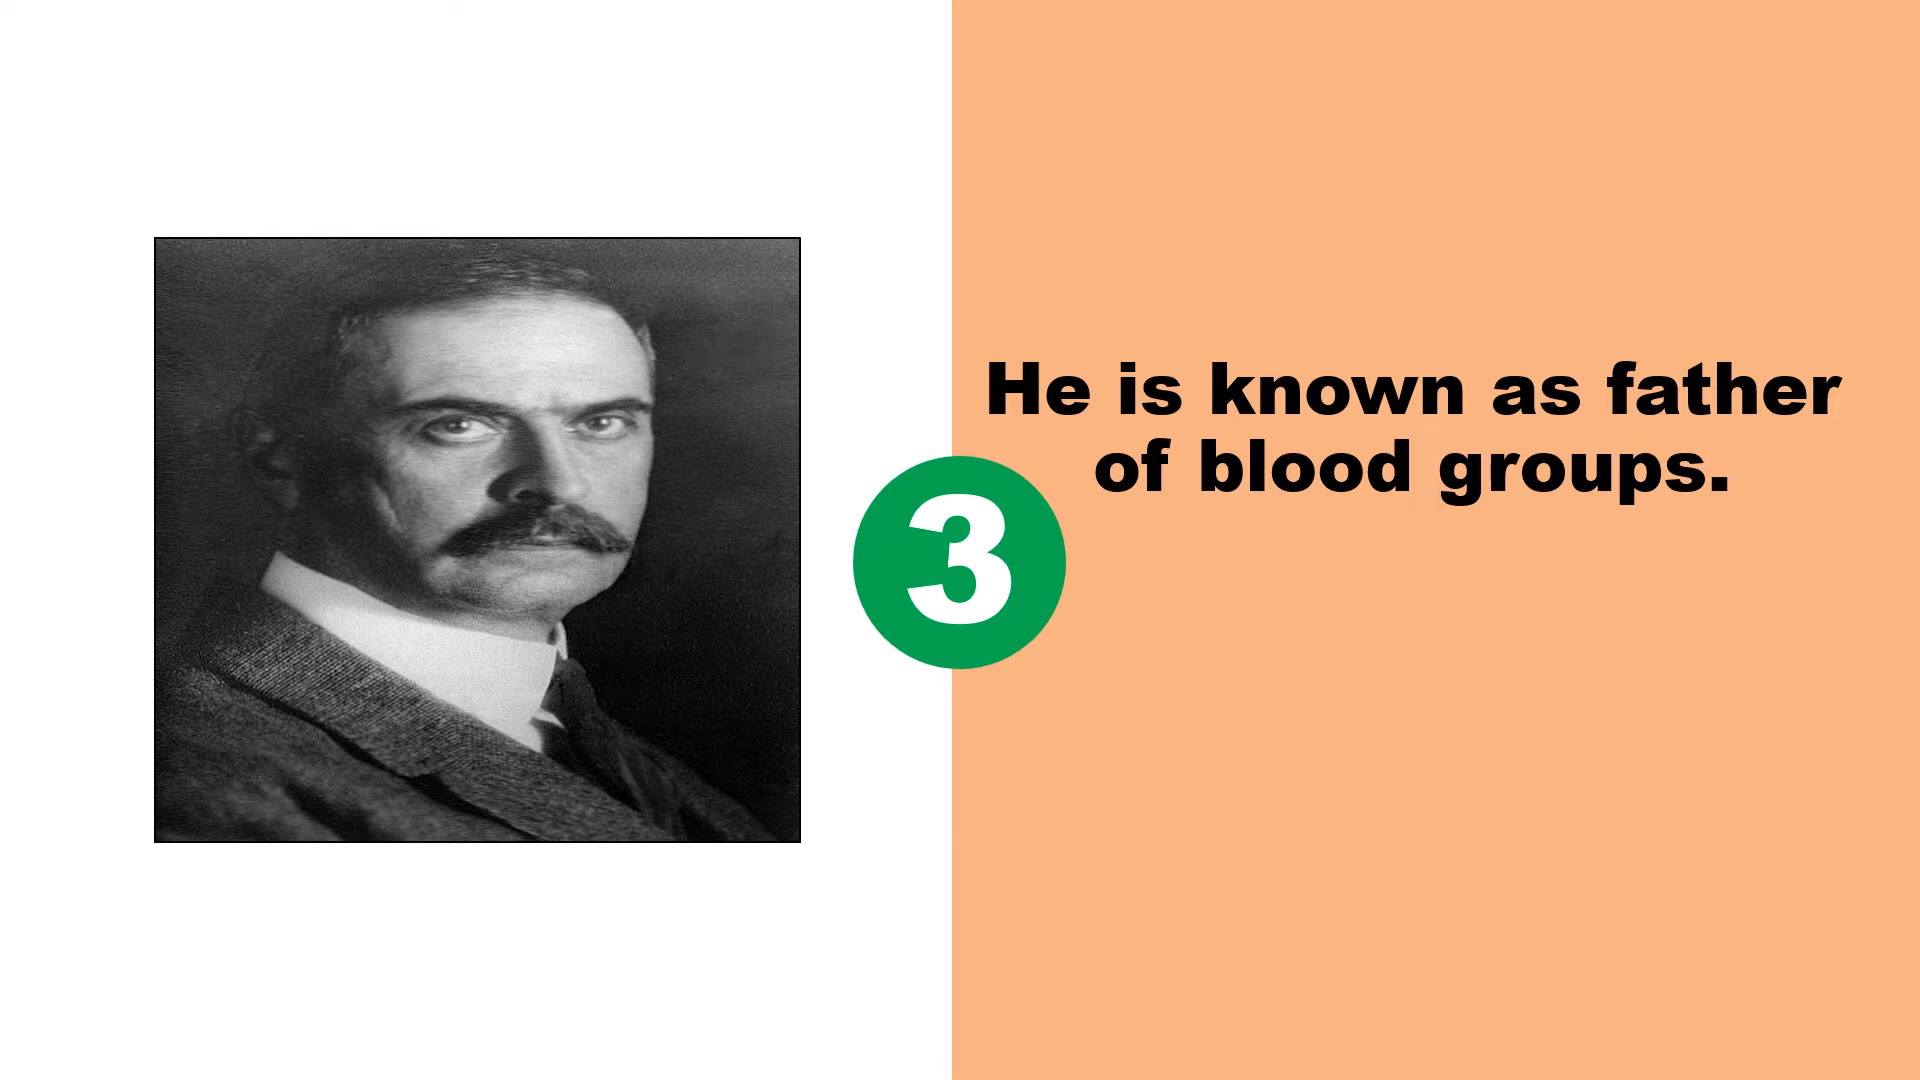 He is known as father
of blood groups.
3